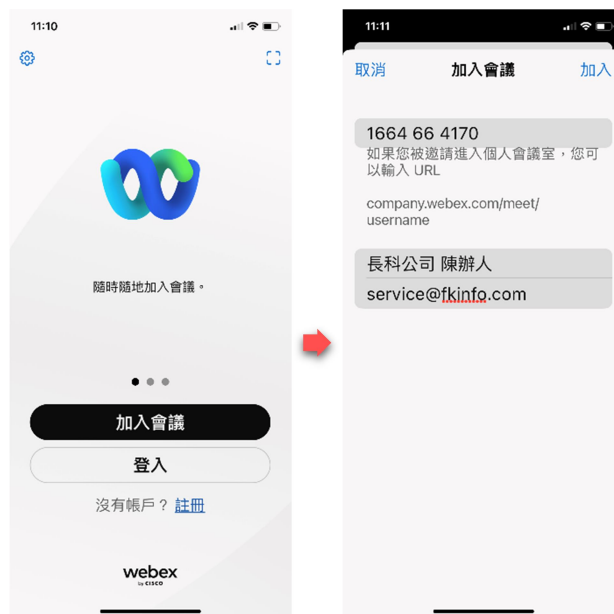 11:10
隨時隨地加入會議。
加入會議
登入
沒有帳戶？ 註冊
webex
by CISCO
11:11
取消 加入會議 加入
1664 66 4170
如果您被邀請進入個人會議室，您可
以輸入 URL
company.webex.com/meet/
username
長科公司 陳辦人
service@fkinfo.com